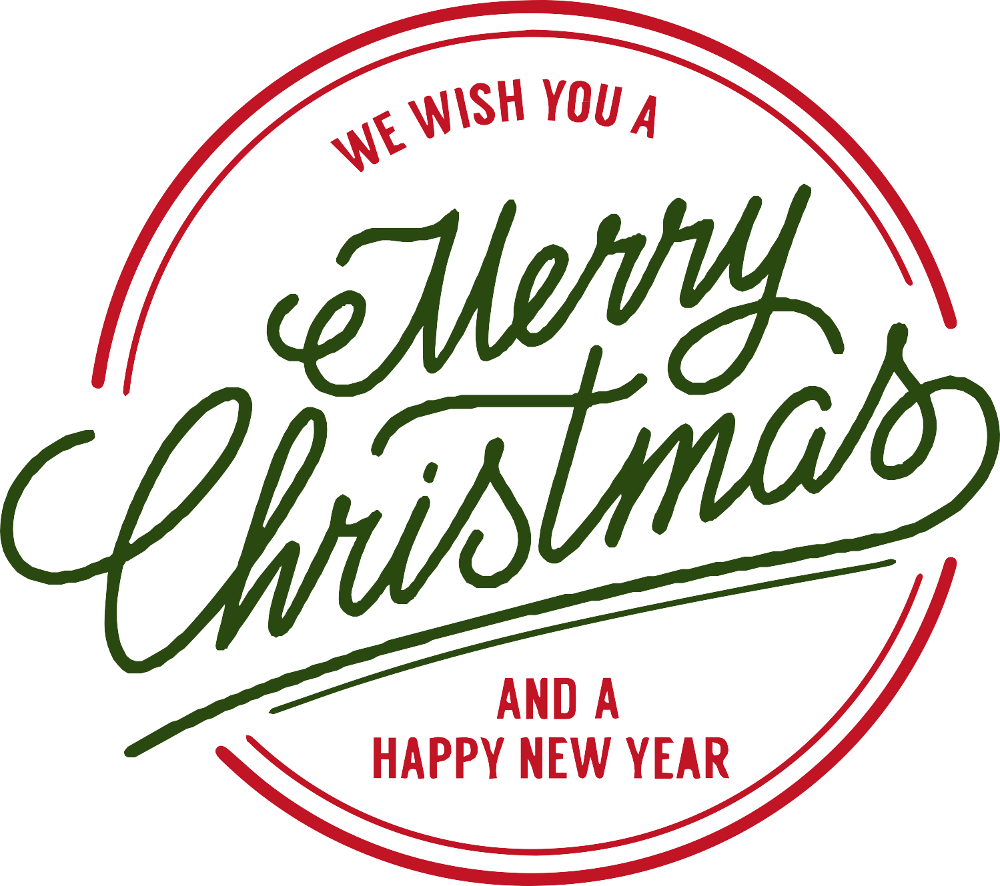 WE WISH YOU A
Merry
Christmas
AND A
HAPPY NEW YEAR